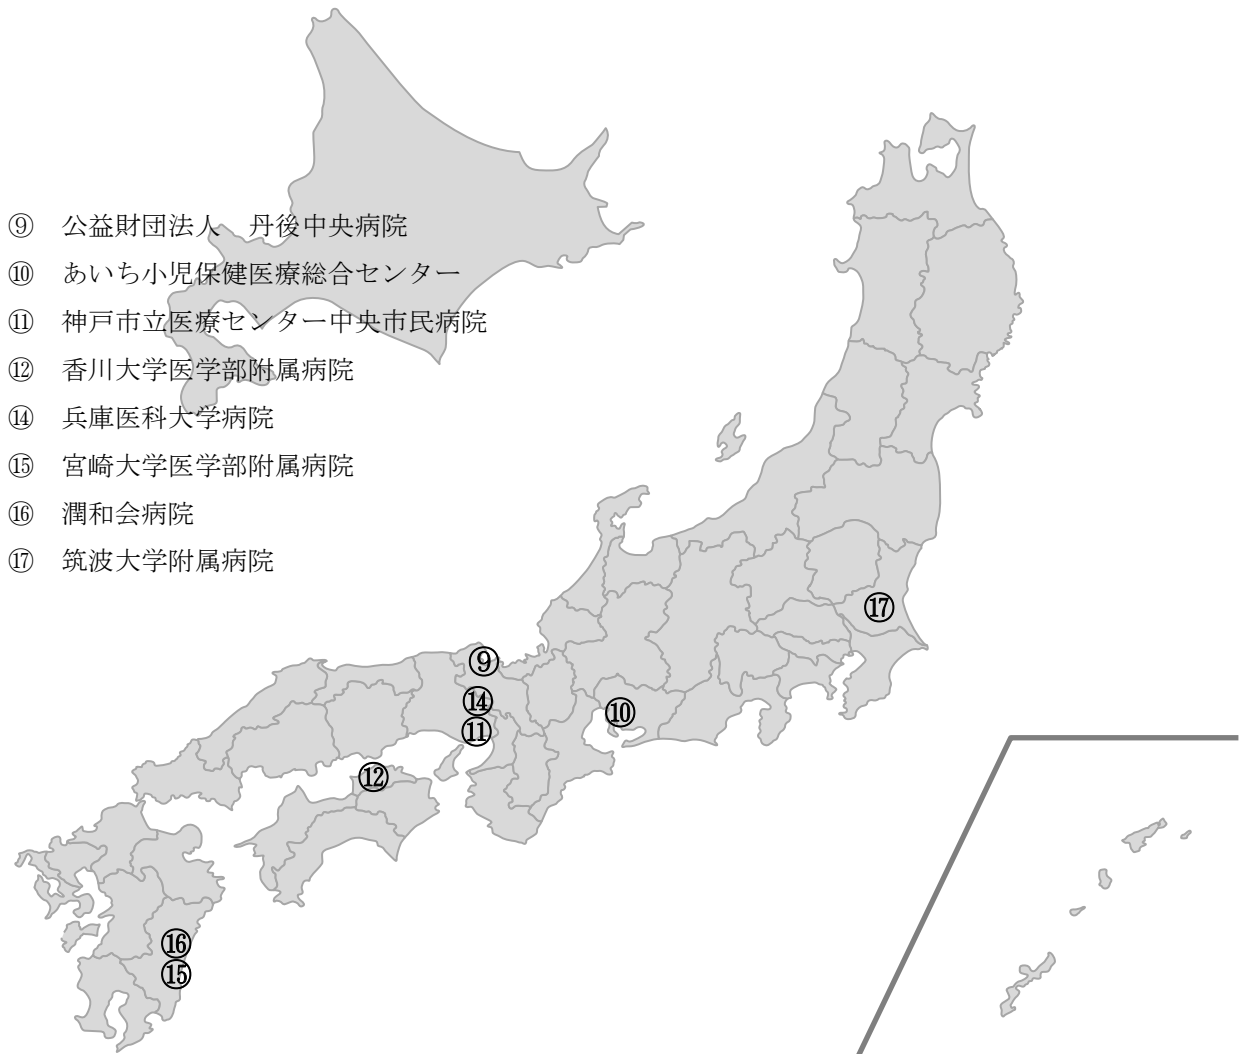 ⑨ 公益財団法人　丹後中央病院
⑩ あいち小児保健医療総合センター
⑪ 神戸市立医療センター中央市民病院
⑫ 香川大学医学部附属病院
⑭ 兵庫医科大学病院
⑮ 宮崎大学医学部附属病院
⑯ 潤和会病院
⑰ 筑波大学附属病院
⑰
⑨
⑭
⑩
⑪
⑫
⑯
⑮